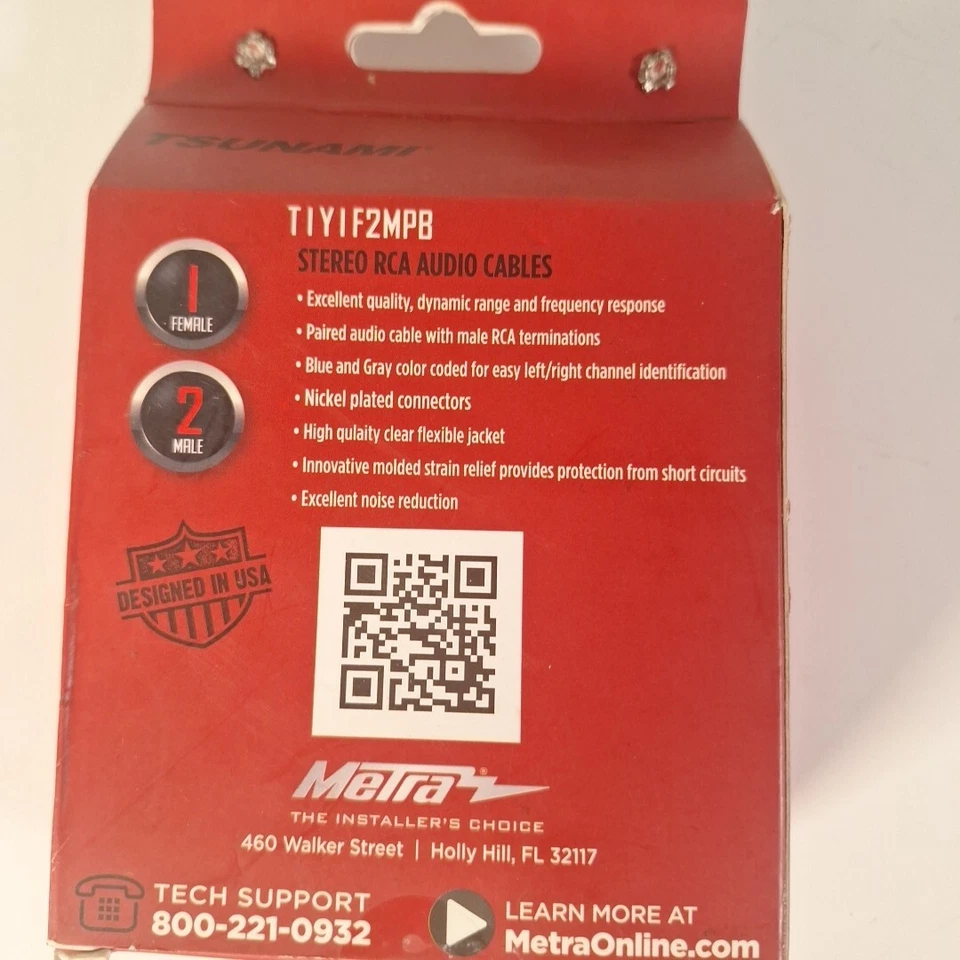 TSUNAMI
T1Y1F2MPB
STEREO RCA AUDIO CABLES
• Excellent quality, dynamic range and frequency response
• Paired audio cable with male RCA terminations
• Blue and Gray color coded for easy left/right channel identification
• Nickel plated connectors
• High qulaity clear flexible jacket
• Innovative molded strain relief provides protection from short circuits
• Excellent noise reduction
1
FEMALE
2
MALE
DESIGNED IN USA
Metra®
THE INSTALLER'S CHOICE
460 Walker Street | Holly Hill, FL 32117
TECH SUPPORT
800-221-0932
LEARN MORE AT
MetraOnline.com